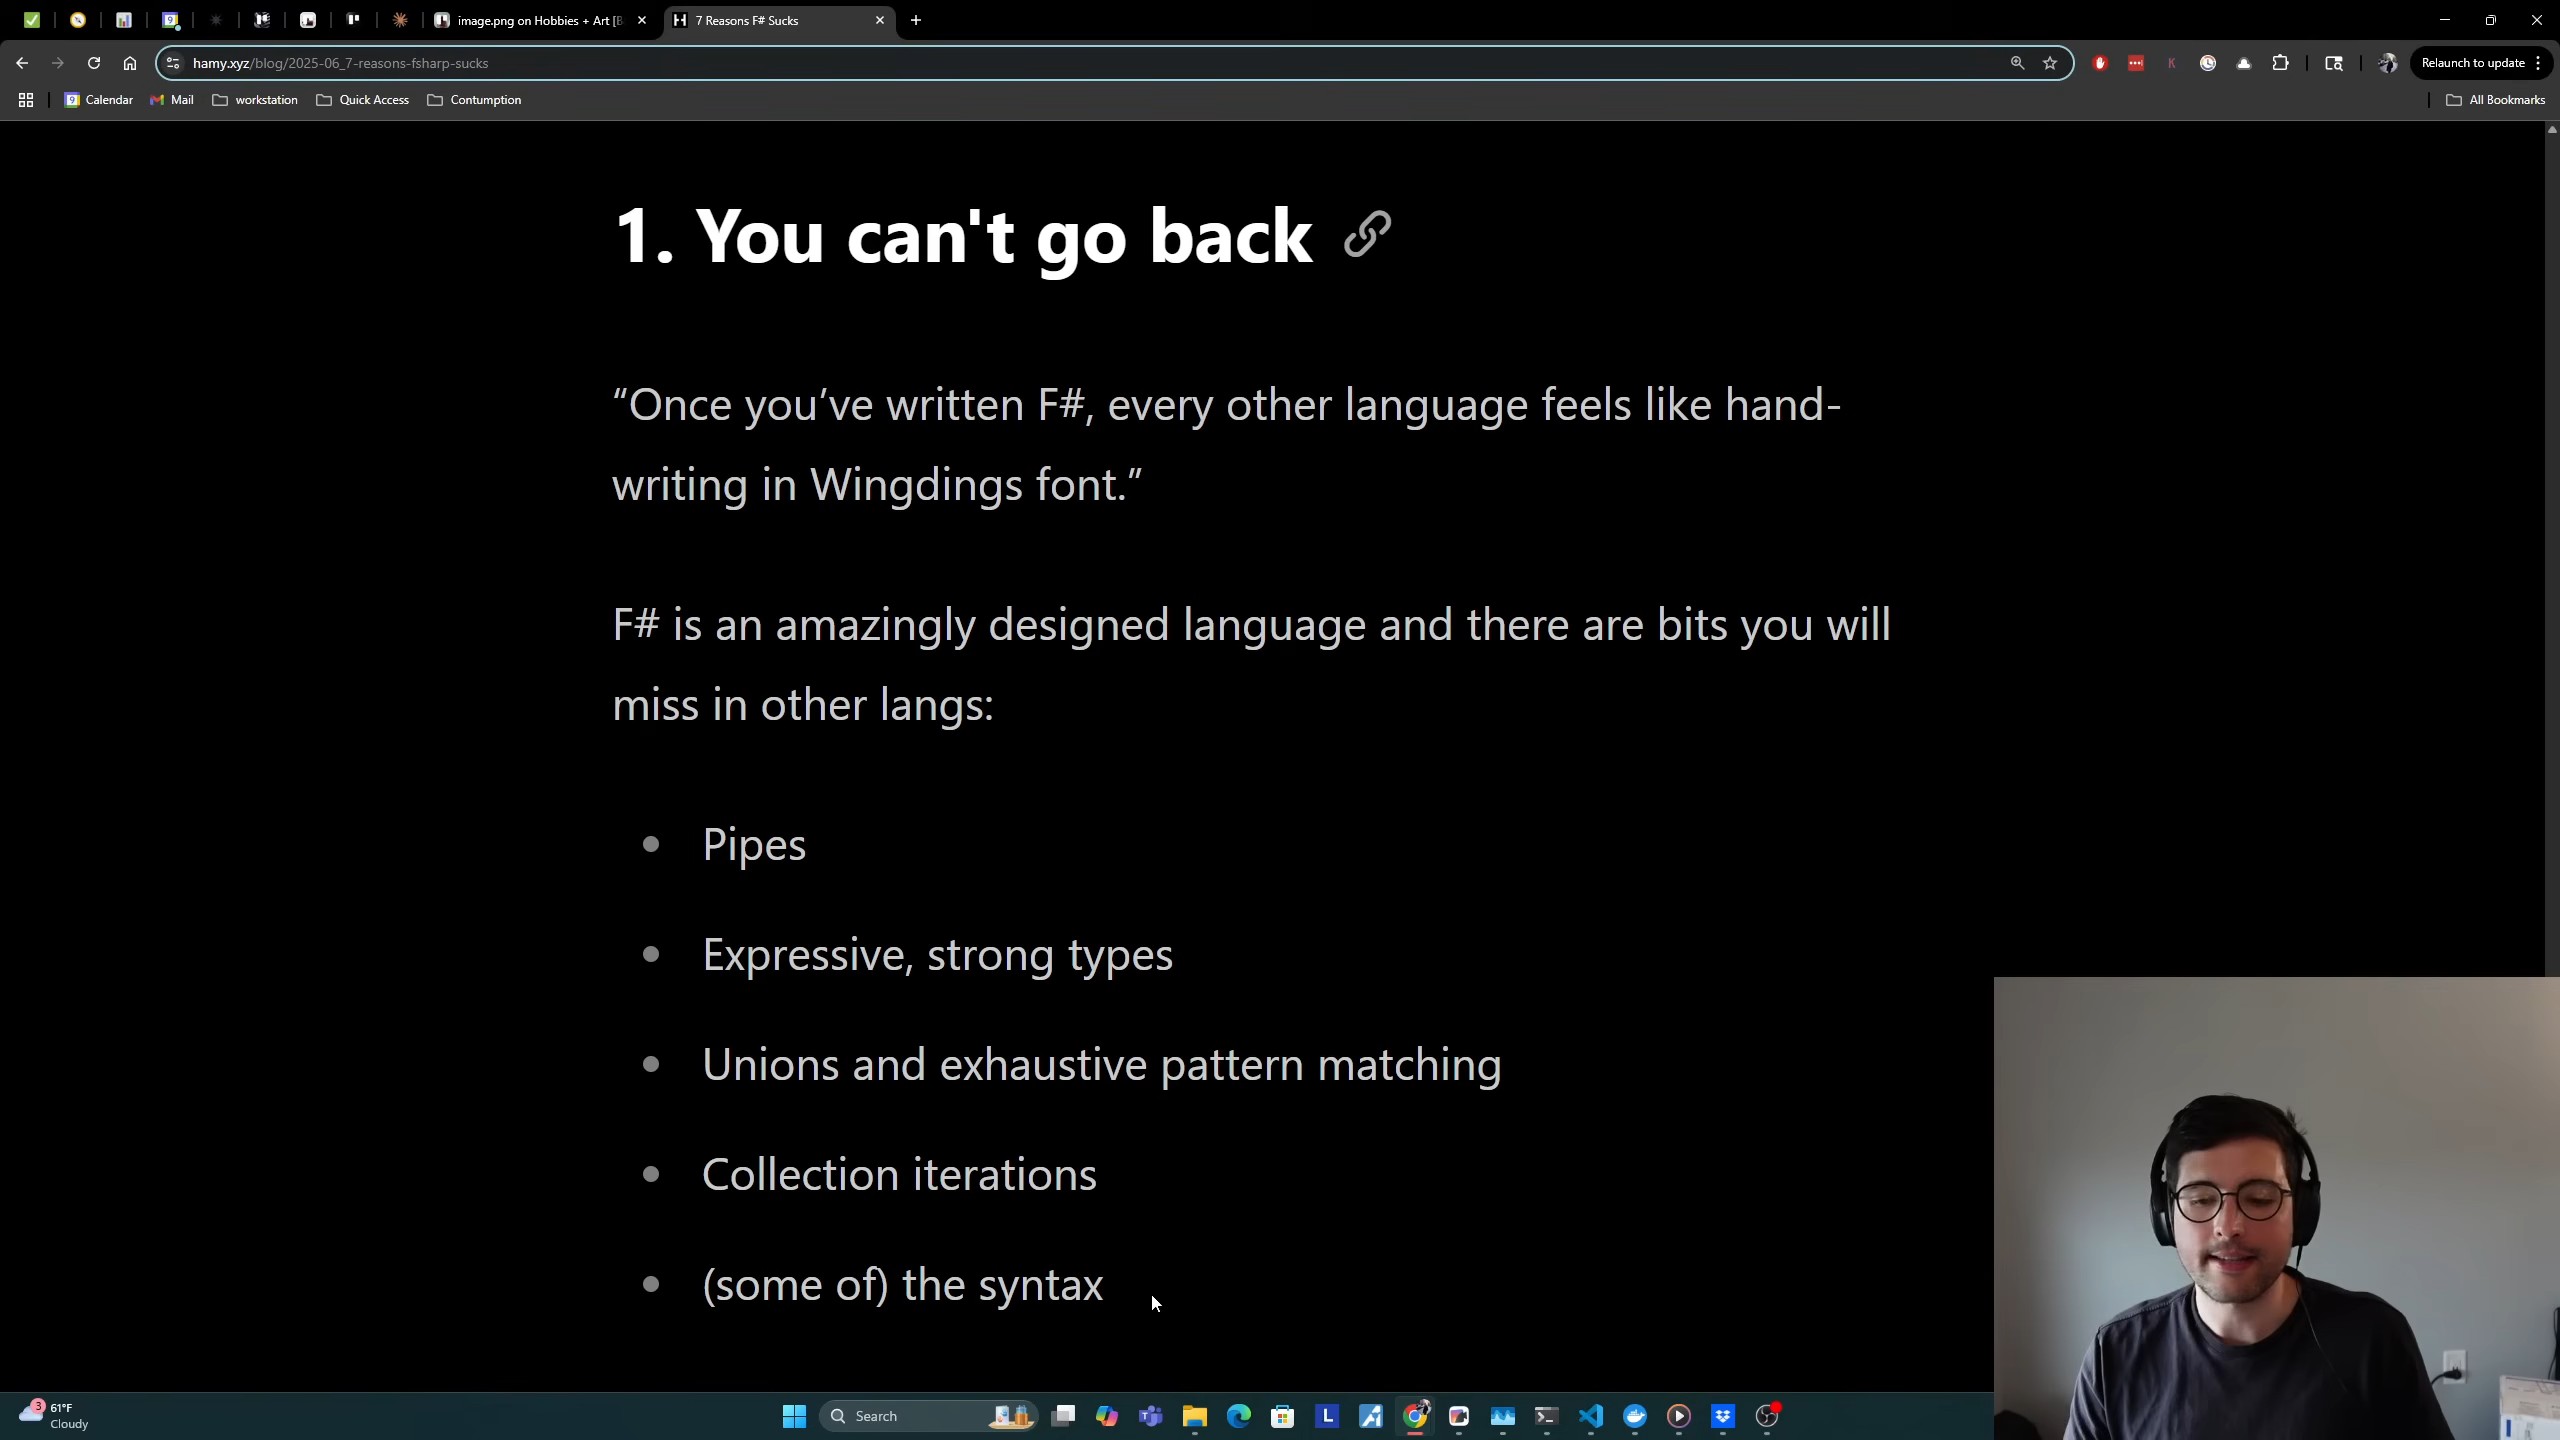 image.png on Hobbies + Art [B
7 Reasons F# Sucks
hamy.xyz/blog/2025-06_7-reasons-fsharp-sucks
Relaunch to update
Calendar
Mail
workstation
Quick Access
Contumption
All Bookmarks
1. You can't go back
“Once you’ve written F#, every other language feels like hand-
writing in Wingdings font.”
F# is an amazingly designed language and there are bits you will
miss in other langs:
Pipes
Expressive, strong types
Unions and exhaustive pattern matching
Collection iterations
(some of) the syntax
3
61°F
Cloudy
Search
L